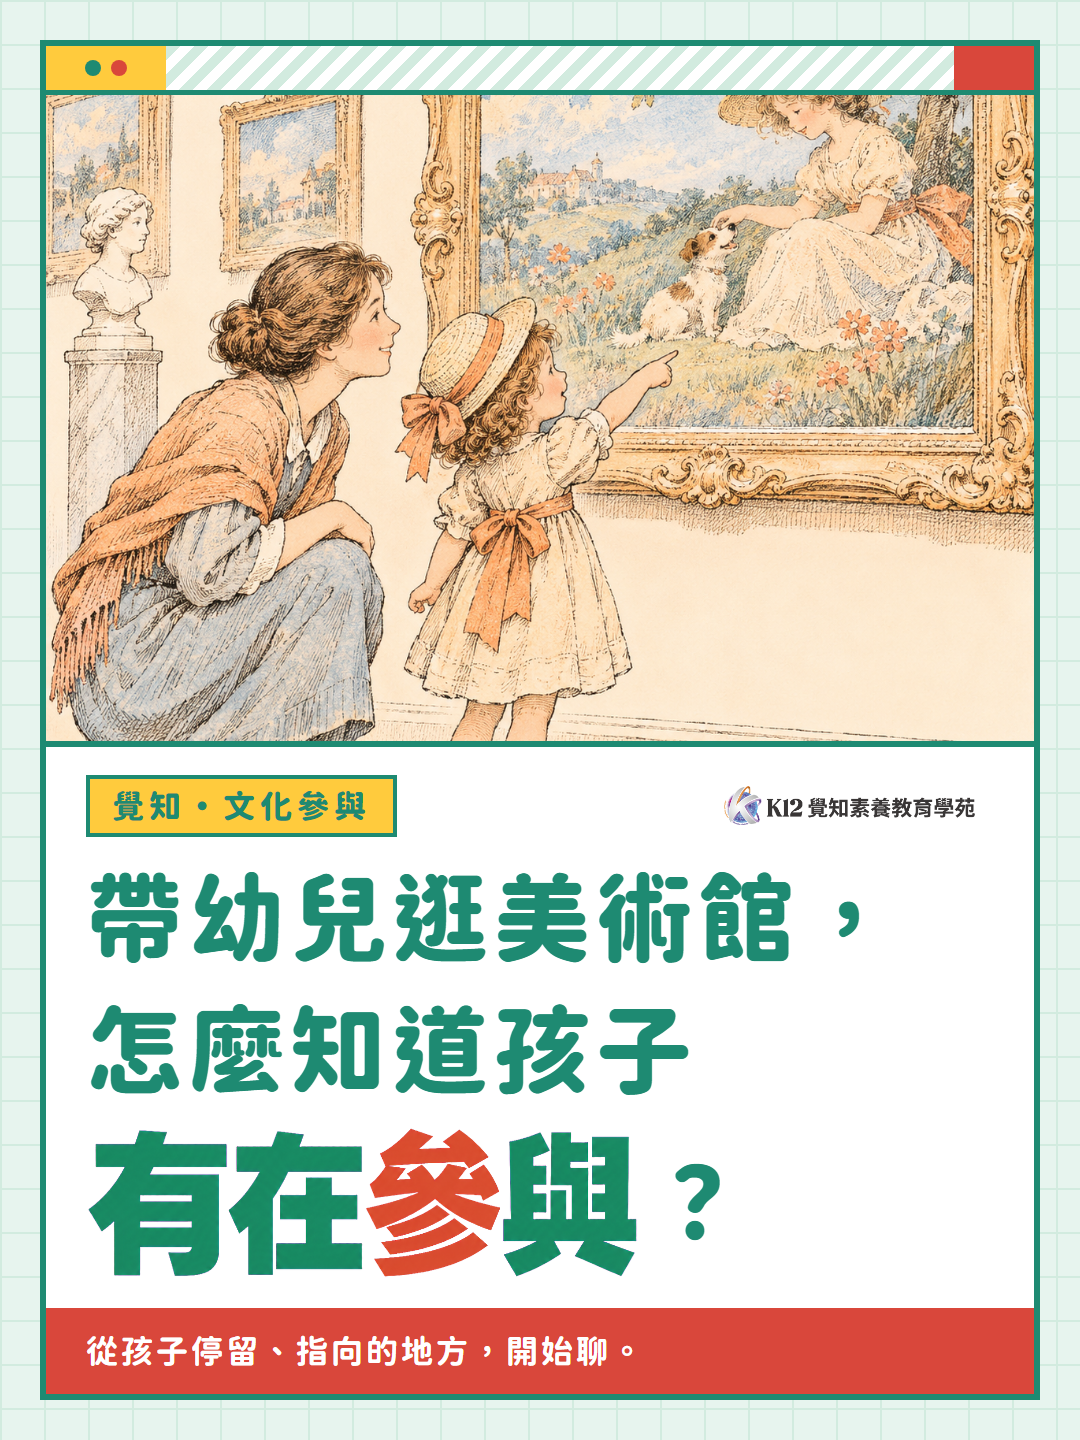 覺知・文化參與
K12 覺知素養教育學苑
帶幼兒逛美術館，
怎麼知道孩子
有在參與？
從孩子停留、指向的地方，開始聊。